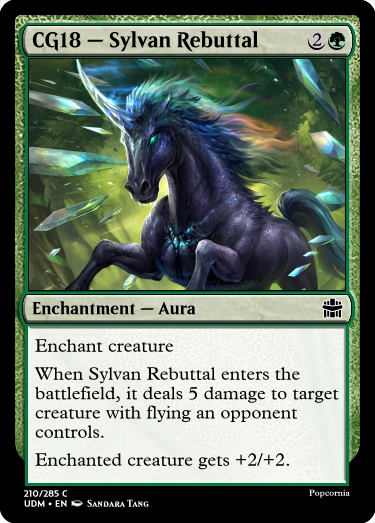 CG18 — Sylvan Rebuttal 2
Enchantment — Aura
Enchant creature
When Sylvan Rebuttal enters the
battlefield, it deals 5 damage to target
creature with flying an opponent
controls.
Enchanted creature gets +2/+2.
210/285 C
Popcornia
UDM • EN Sandara Tang